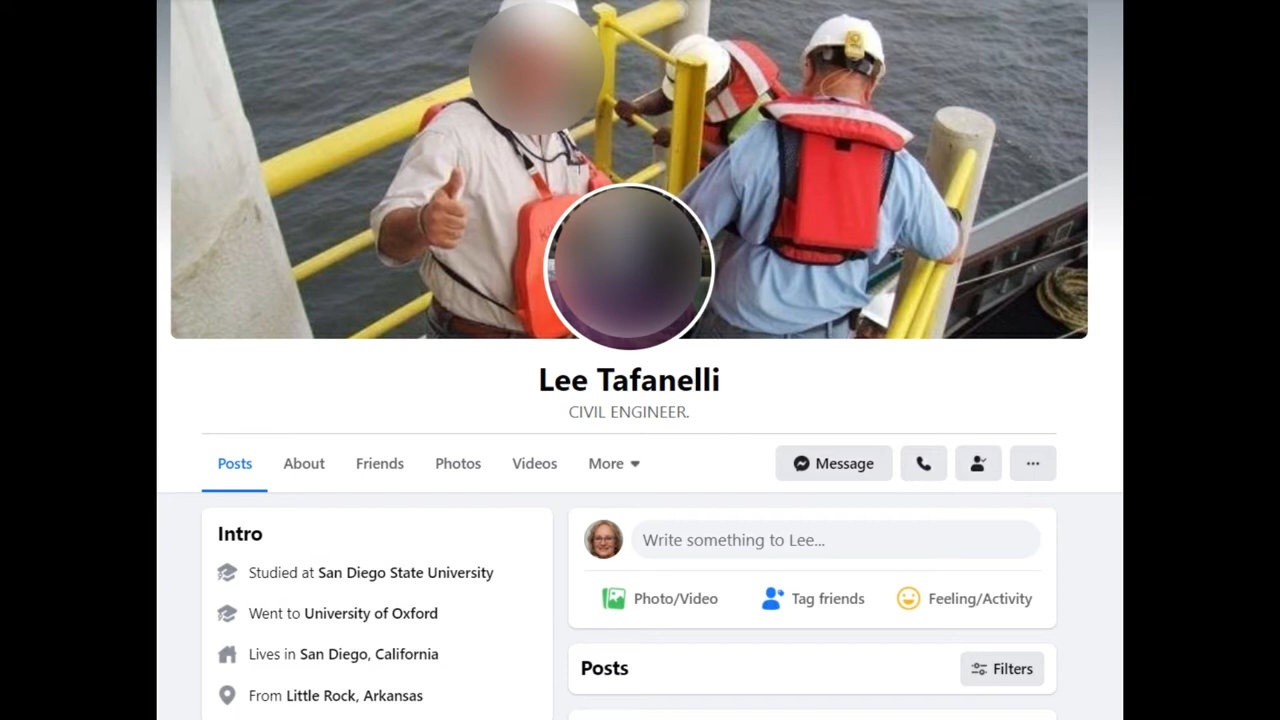 Lee Tafanelli
CIVIL ENGINEER.
Posts
About
Friends
Photos
Videos
More
Message
Intro
Studied at San Diego State University
Went to University of Oxford
Lives in San Diego, California
From Little Rock, Arkansas
Write something to Lee...
Photo/Video
Tag friends
Feeling/Activity
Posts
Filters